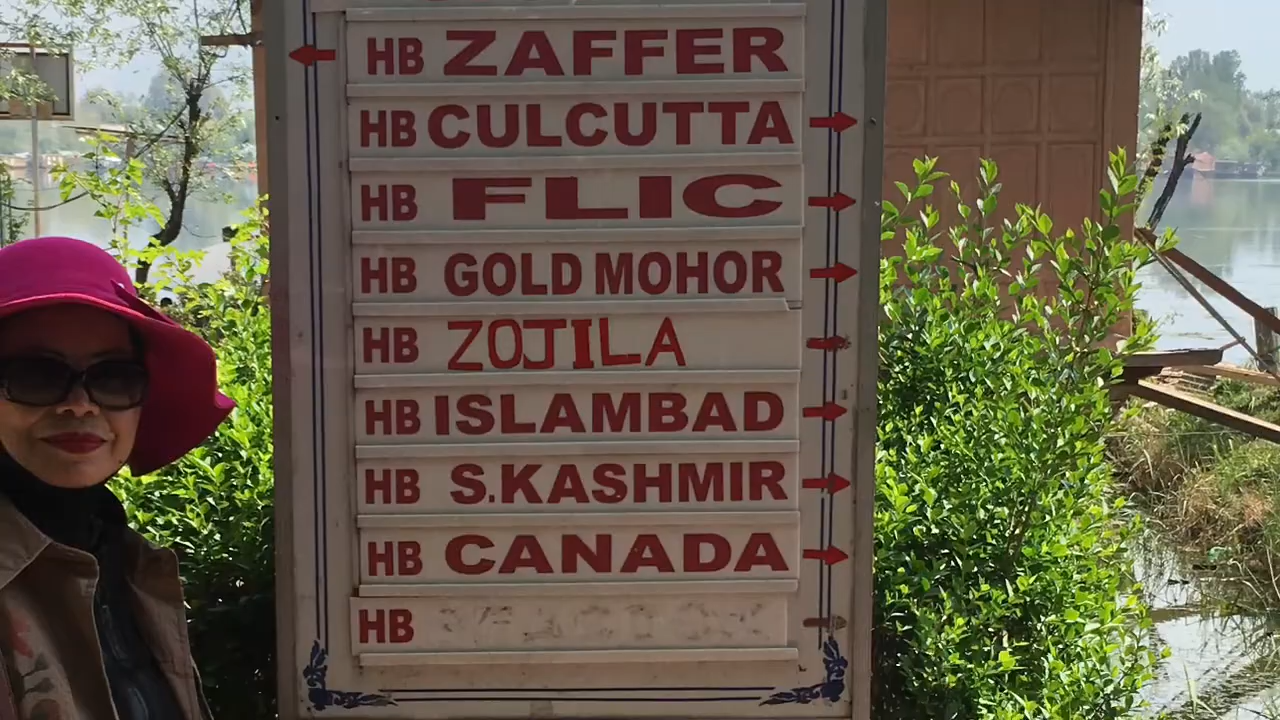 HB ZAFFER
HB CULCUTTA
HB FLIC
HB GOLD MOHOR
HB ZOJILA
HB ISLAMBAD
HB S.KASHMIR
HB CANADA
HB